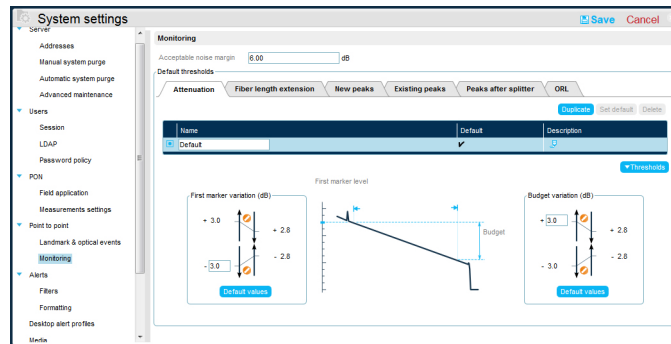 System settings
Save Cancel
Server
Addresses
Manual system purge
Automatic system purge
Advanced maintenance
Users
Session
LDAP
Password policy
PON
Field application
Measurements settings
Point to point
Landmark & optical events
Monitoring
Alerts
Filters
Formatting
Desktop alert profiles
Media
Monitoring
Acceptable noise margin 6.00 dB
Default thresholds
Attenuation Fiber length extension New peaks Existing peaks Peaks after splitter ORL
Duplicate Set default Delete
Name Default Description
Default
Thresholds
First marker variation (dB)
+ 3.0
+ 2.8
- 2.8
- 3.0
Default values
First marker level
Budget
Budget variation (dB)
+ 3.0
+ 2.8
- 2.8
- 3.0
Default values